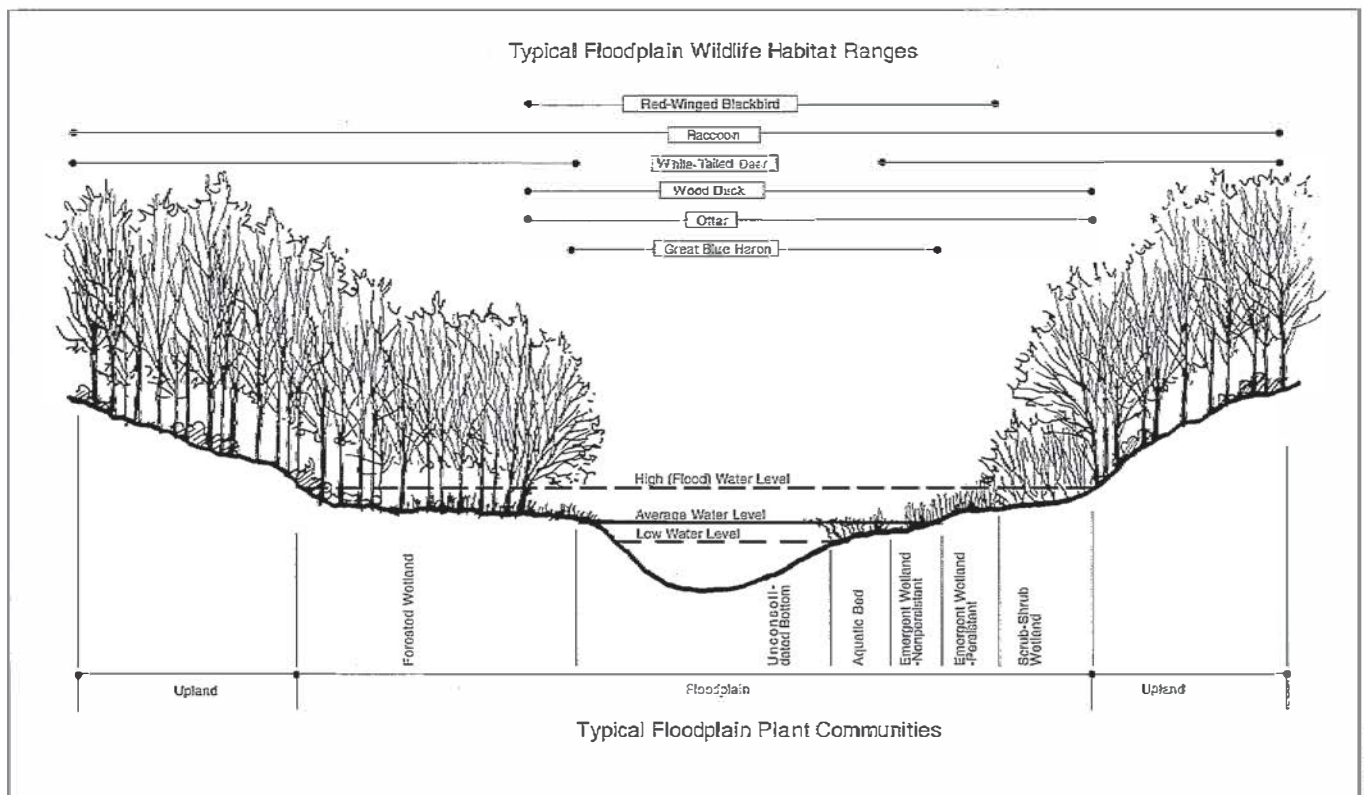 Typical Floodplain Wildlife Habitat Ranges
Red-Winged Blackbird
Raccoon
White-Tailed Deer
Wood Duck
Otter
Great Blue Heron
High (Flood) Water Level
Average Water Level
Low Water Level
Forested Wetland
Unconsoli-
dated Bottom
Aquatic Bed
Emergent Wetland
-Nonpersistant
Emergent Wetland
-Persistant
Scrub-Shrub
Wetland
Upland
Floodplain
Upland
Typical Floodplain Plant Communities